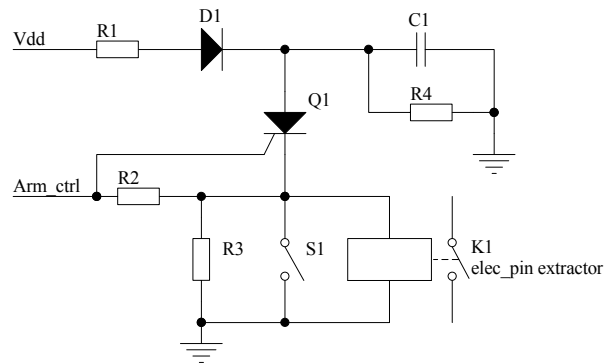 D1
C1
Vdd
R1
R4
Q1
Arm_ctrl
R2
R3
S1
K1
elec_pin extractor